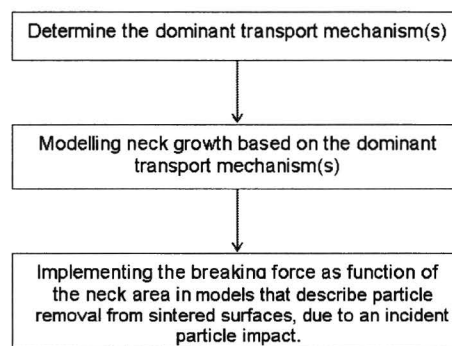 Determine the dominant transport mechanism(s)
Modelling neck growth based on the dominant
transport mechanism(s)
Implementing the breaking force as function of
the neck area in models that describe particle
removal from sintered surfaces, due to an incident
particle impact.